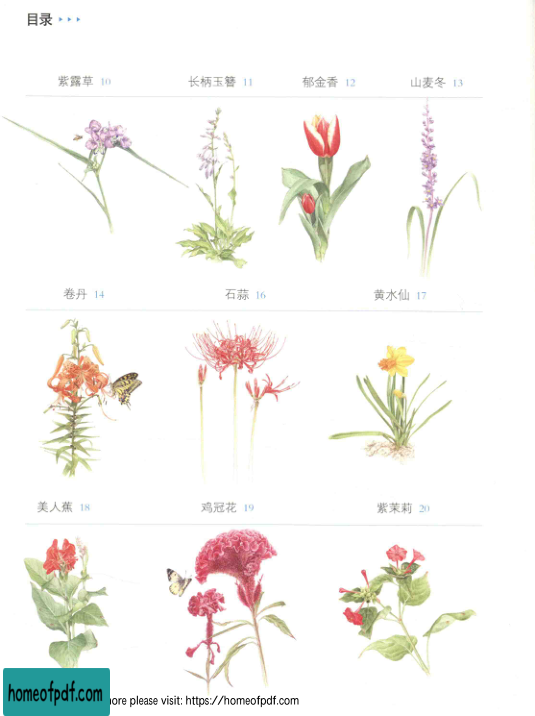 目录
紫露草 10 长柄玉簪 11 郁金香 12 山麦冬 13
卷丹 14 石蒜 16 黄水仙 17
美人蕉 18 鸡冠花 19 紫茉莉 20
homeofpdf.com
more please visit: https://homeofpdf.com